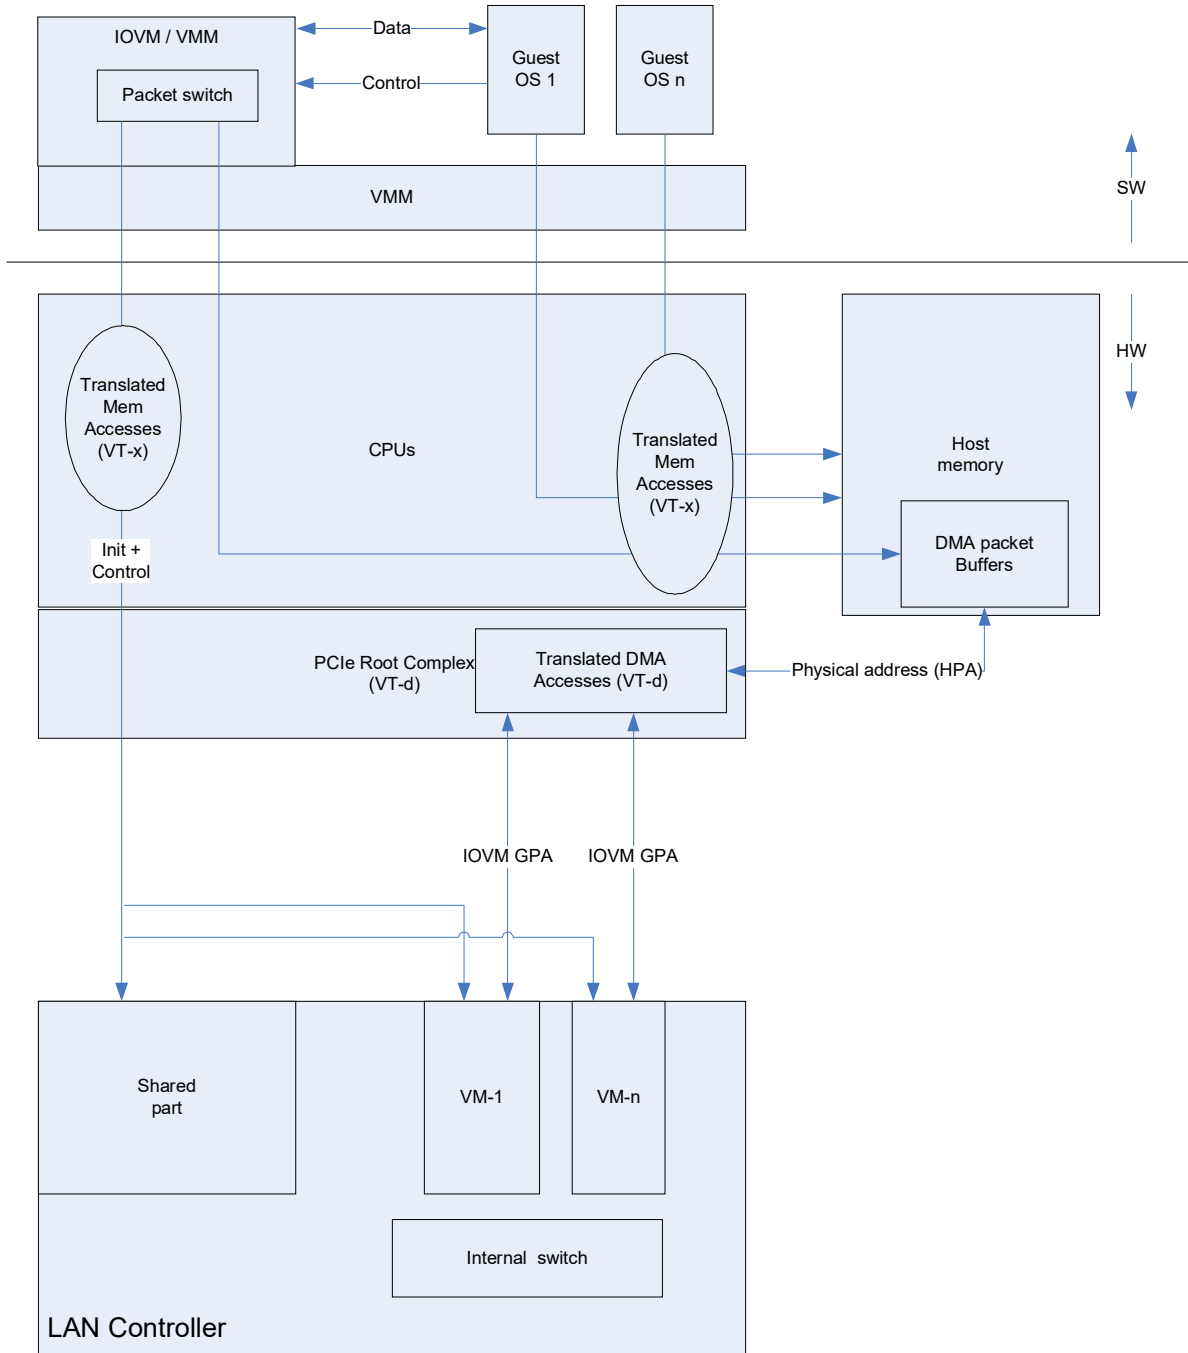 IOVM / VMM
Data
Guest
OS 1
Guest
OS n
Control
Packet switch
VMM
SW
HW
Translated
Mem
Accesses
(VT-x)
CPUs
Translated
Mem
Accesses
(VT-x)
Host
memory
Init +
Control
DMA packet
Buffers
PCIe Root Complex
(VT-d)
Translated DMA
Accesses (VT-d)
Physical address (HPA)
IOVM GPA
IOVM GPA
Shared
part
VM-1
VM-n
Internal switch
LAN Controller